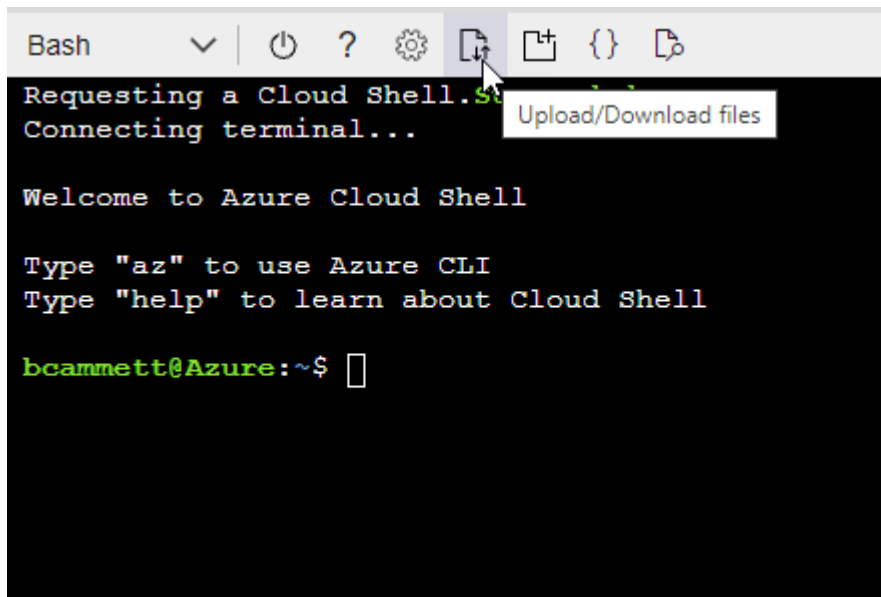 Bash
?
{}
Requesting a Cloud Shell.
Upload/Download files
Connecting terminal...
Welcome to Azure Cloud Shell
Type "az" to use Azure CLI
Type "help" to learn about Cloud Shell
bcammett@Azure:~$